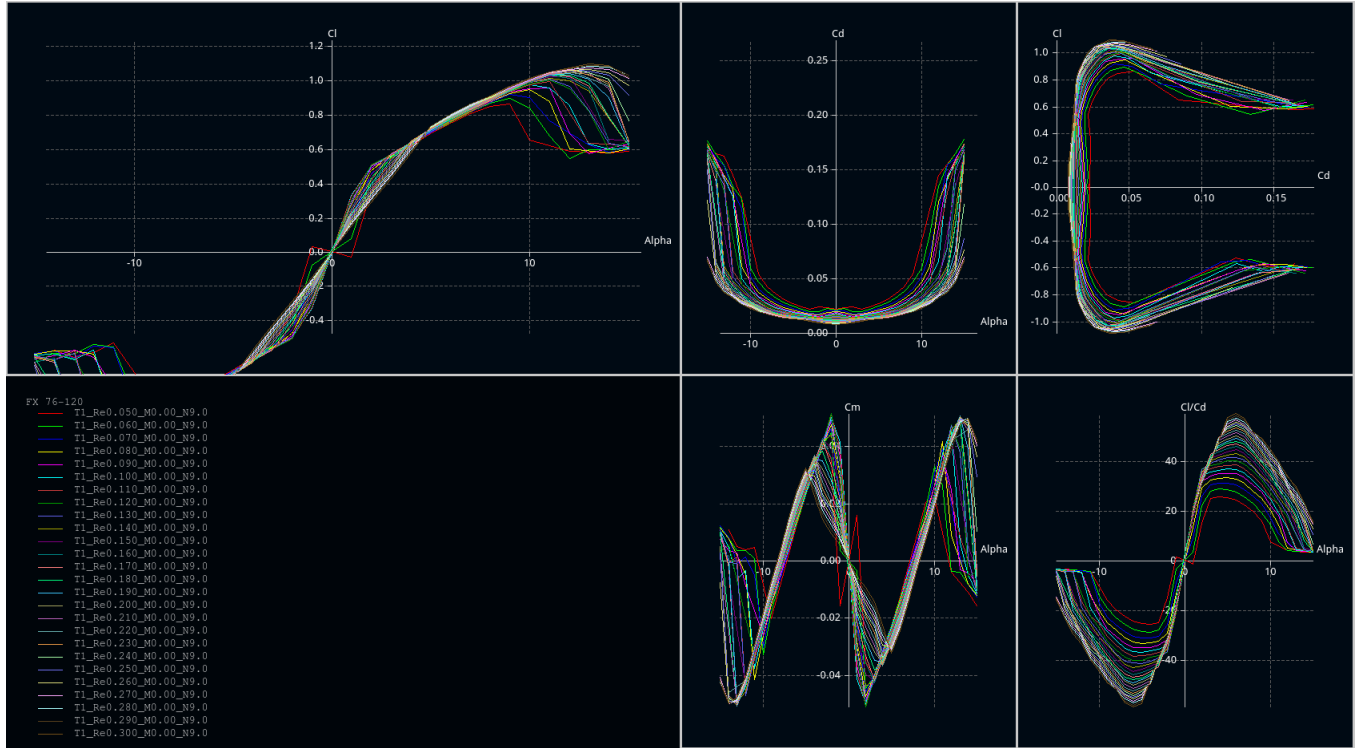 Cl
1.2
1.0
0.8
0.6
0.4
0.2
0.0
Alpha
-10
0
10
-0.4
Cd
0.25
0.20
0.15
0.10
0.05
0.00
Alpha
-10
0
10
Cl
1.0
0.8
0.6
0.4
0.2
-0.0
0.00
0.05
0.10
0.15
Cd
-0.2
-0.4
-0.6
-0.8
-1.0
FX 76-120
T1_Re0.050_M0.00_N9.0
T1_Re0.060_M0.00_N9.0
T1_Re0.070_M0.00_N9.0
T1_Re0.080_M0.00_N9.0
T1_Re0.090_M0.00_N9.0
T1_Re0.100_M0.00_N9.0
T1_Re0.110_M0.00_N9.0
T1_Re0.120_M0.00_N9.0
T1_Re0.130_M0.00_N9.0
T1_Re0.140_M0.00_N9.0
T1_Re0.150_M0.00_N9.0
T1_Re0.160_M0.00_N9.0
T1_Re0.170_M0.00_N9.0
T1_Re0.180_M0.00_N9.0
T1_Re0.190_M0.00_N9.0
T1_Re0.200_M0.00_N9.0
T1_Re0.210_M0.00_N9.0
T1_Re0.220_M0.00_N9.0
T1_Re0.230_M0.00_N9.0
T1_Re0.240_M0.00_N9.0
T1_Re0.250_M0.00_N9.0
T1_Re0.260_M0.00_N9.0
T1_Re0.270_M0.00_N9.0
T1_Re0.280_M0.00_N9.0
T1_Re0.290_M0.00_N9.0
T1_Re0.300_M0.00_N9.0
Cm
0.00
Alpha
-10
0
10
-0.02
-0.04
Cl/Cd
40
20
Alpha
-10
0
10
-20
-40